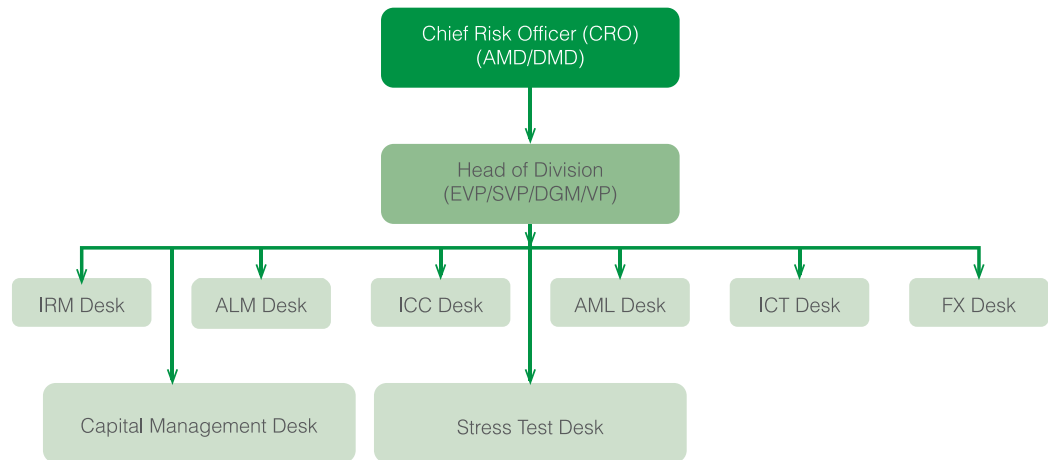 Chief Risk Officer (CRO)
(AMD/DMD)
Head of Division
(EVP/SVP/DGM/VP)
IRM Desk
ALM Desk
ICC Desk
AML Desk
ICT Desk
FX Desk
Capital Management Desk
Stress Test Desk